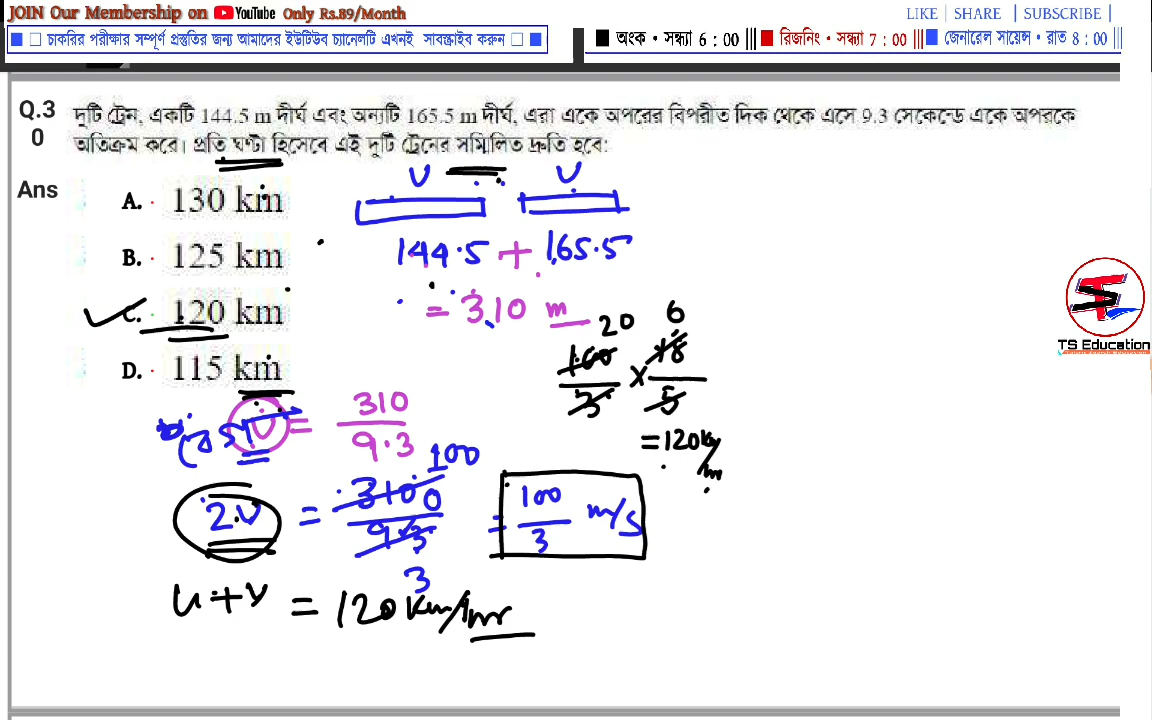 JOIN Our Membership on YouTube Only Rs.89/Month
LIKE | SHARE | SUBSCRIBE |
■ □ চাকরির পরীক্ষার সম্পূর্ণ প্রস্তুতির জন্য আমাদের ইউটিউব চ্যানেলটি এখনই সাবস্ক্রাইব করুন □ ■
■ অংক • সন্ধ্যা 6 : 00 ||| ■ রিজনিং • সন্ধ্যা 7 : 00 ||| ■ জেনারেল সায়েন্স • রাত 8 : 00 |||
Q.30 দুটি ট্রেন, একটি 144.5 m দীর্ঘ এবং অন্যটি 165.5 m দীর্ঘ, এরা একে অপরের বিপরীত দিক থেকে এসে 9.3 সেকেন্ডে একে অপরকে
অতিক্রম করে। প্রতি ঘণ্টা হিসেবে এই দুটি ট্রেনের সম্মিলিত দ্রুতি হবে:
Ans
A. 130 km
B. 125 km
C. 120 km
D. 115 km
υ υ
144.5 + 165.5
= 310 m
20 6
100/3 × 18/5
= 120 km/
υ = 310/9.3
100
2.υ = 3100/93 = 100/3 m/s
3
u+v = 120 km/hr
TS Education